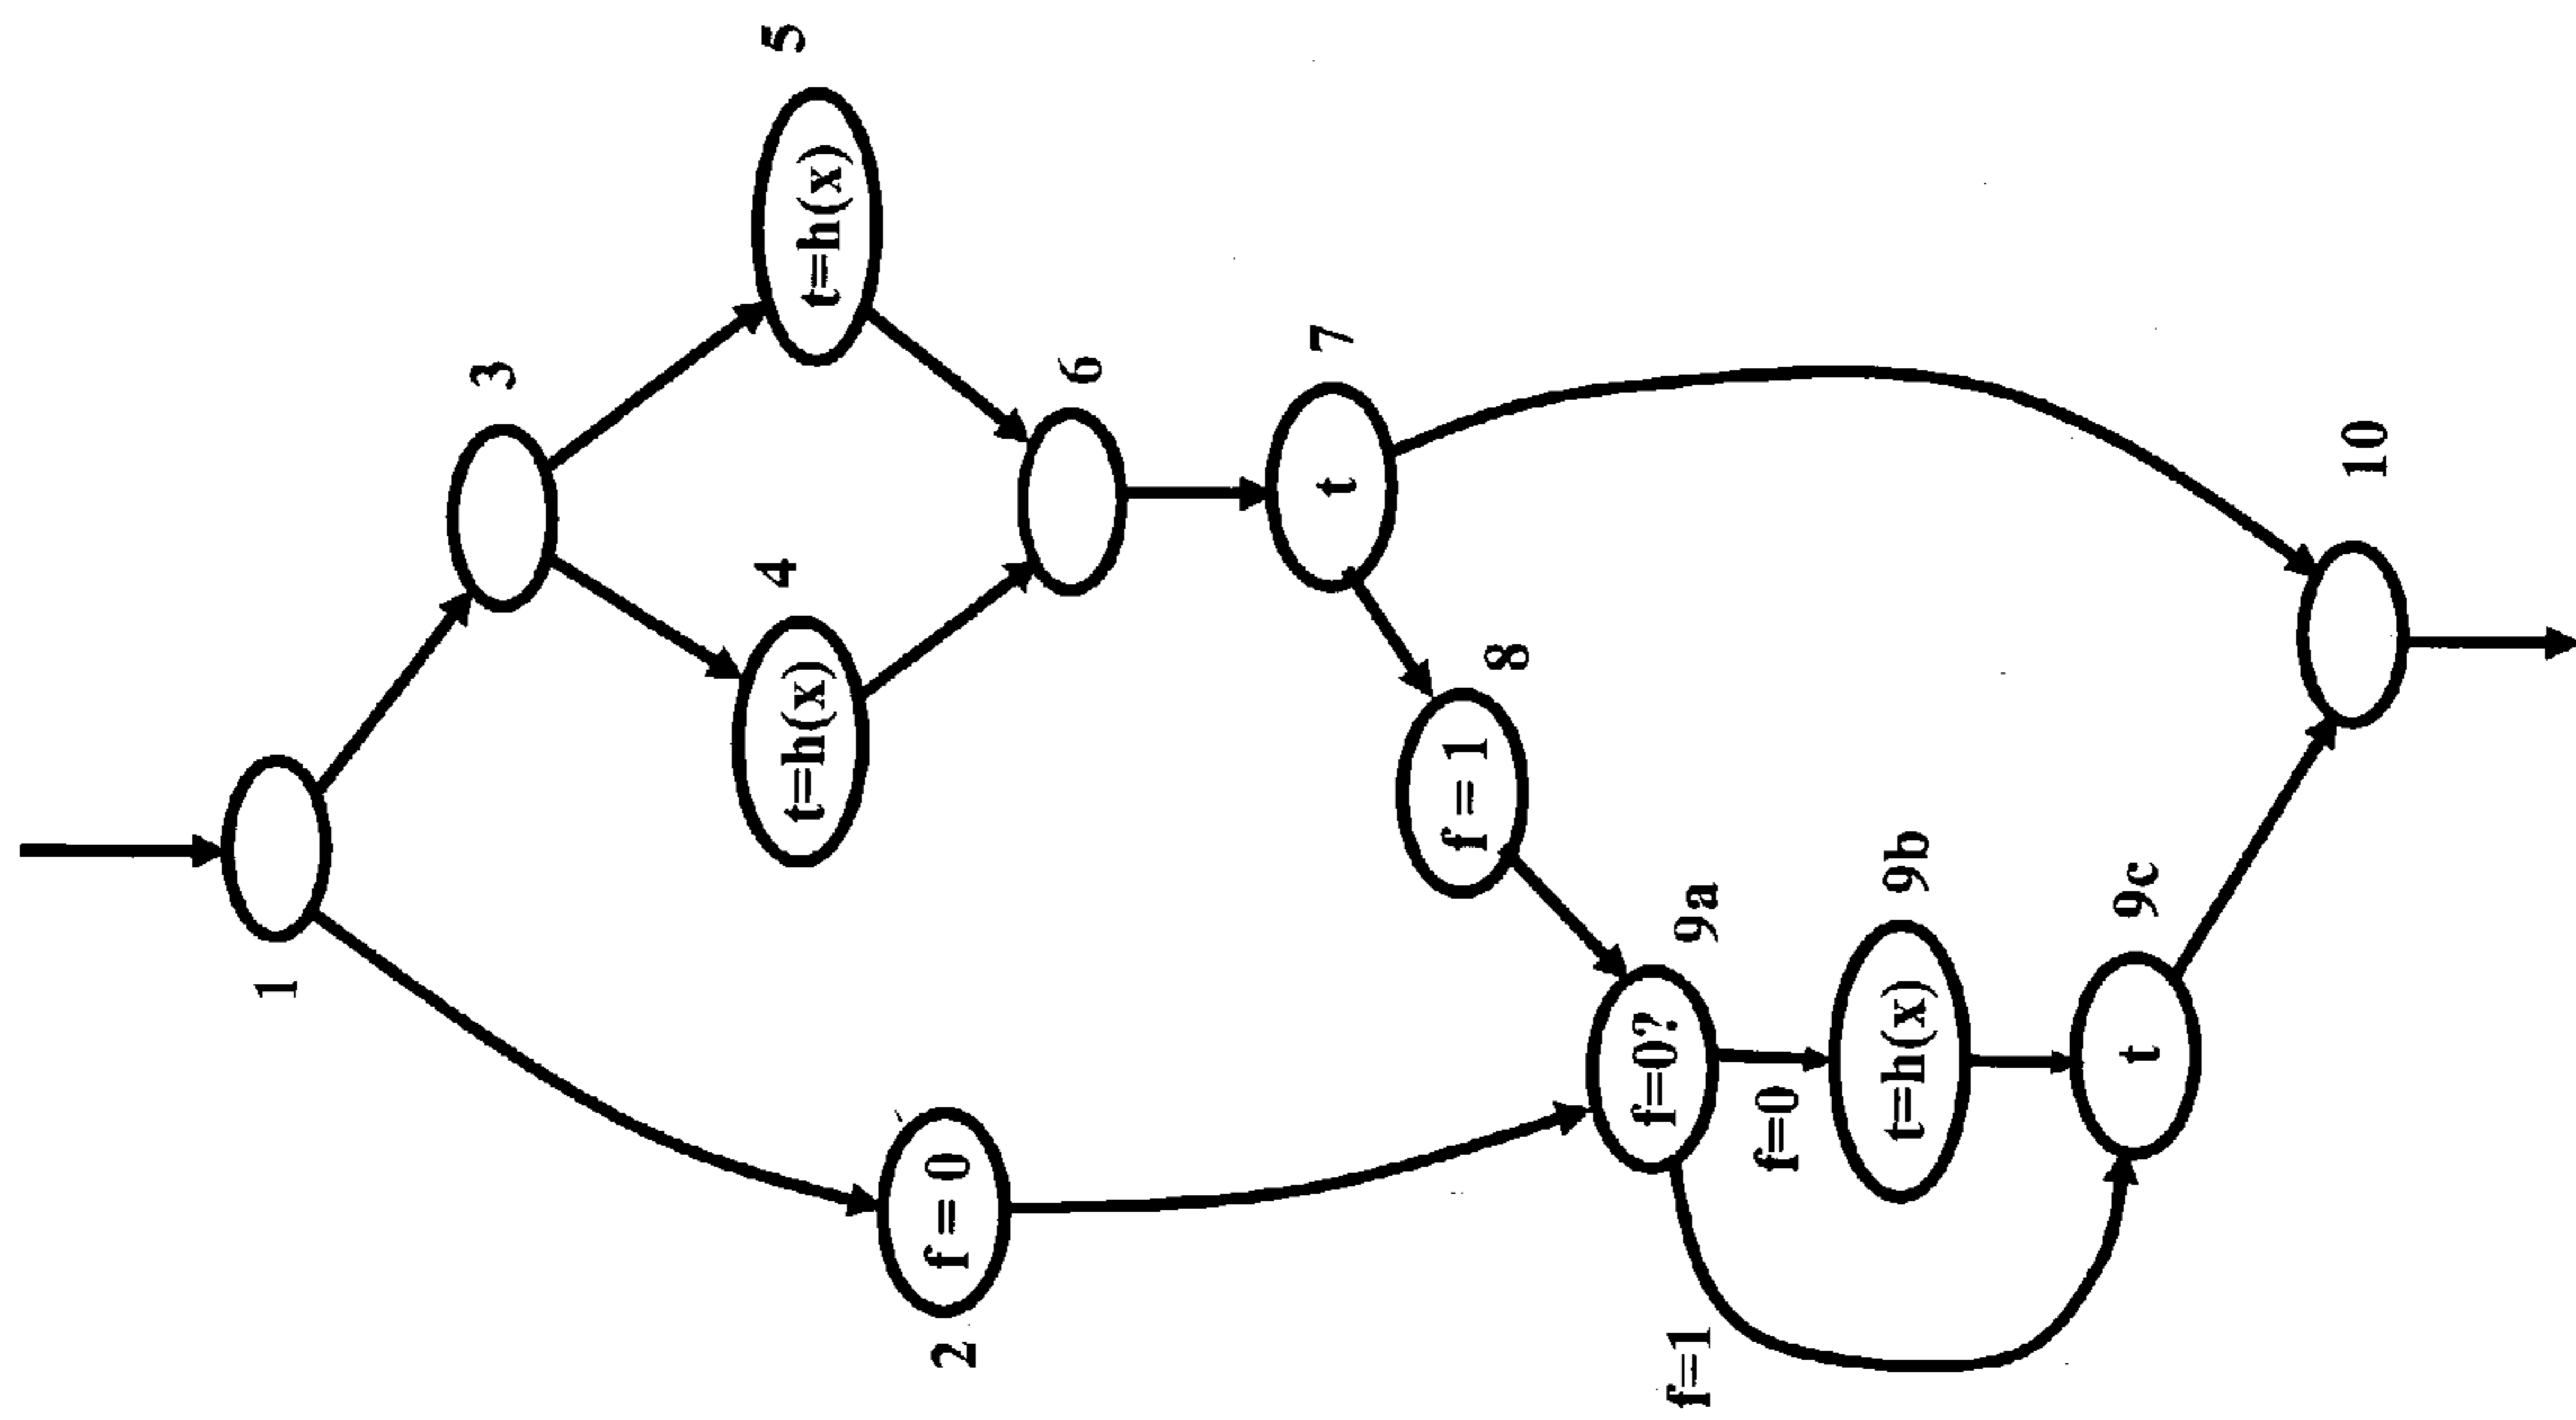 1
3
5
t=h(x)
4
t=h(x)
2
f = 0
6
7
t
8
f = 1
9a
f=0?
f=1
f=0
9b
t=h(x)
9c
t
10